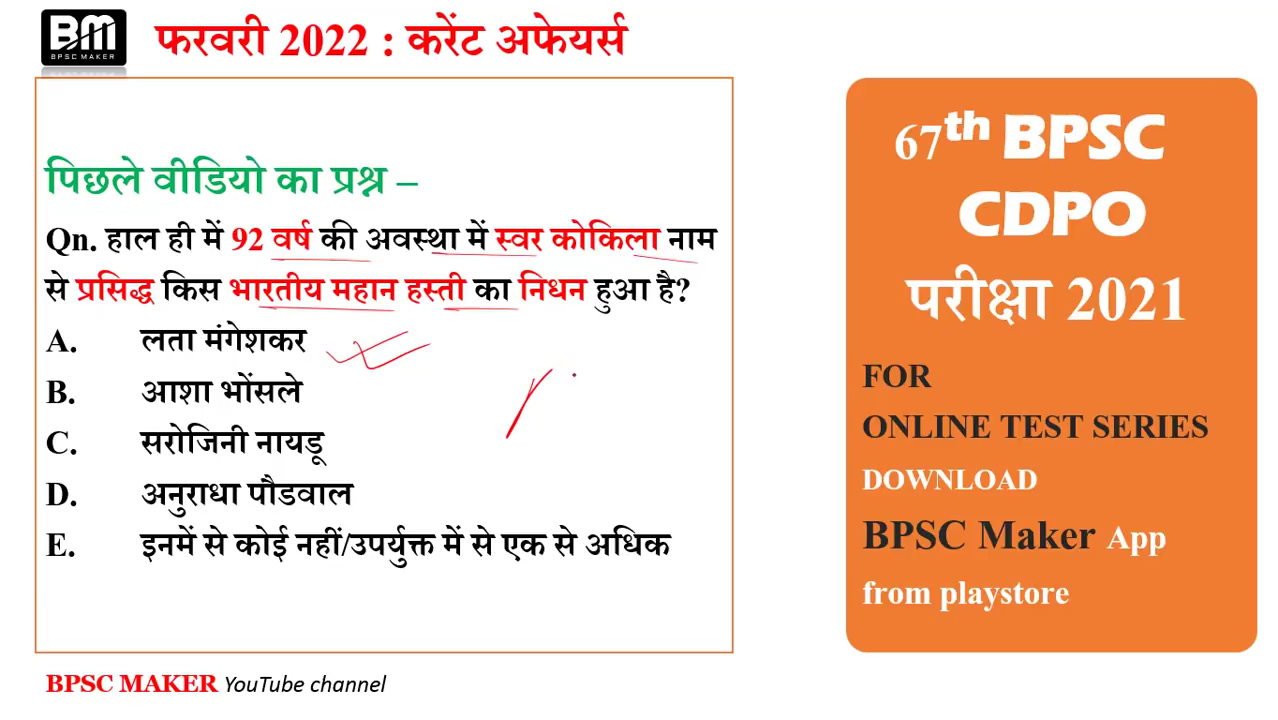 BM
BPSC MAKER
फरवरी 2022 : करेंट अफेयर्स
पिछले वीडियो का प्रश्न –
Qn. हाल ही में 92 वर्ष की अवस्था में स्वर कोकिला नाम
से प्रसिद्ध किस भारतीय महान हस्ती का निधन हुआ है?
A. लता मंगेशकर
B. आशा भोंसले
C. सरोजिनी नायडू
D. अनुराधा पौडवाल
E. इनमें से कोई नहीं/उपर्युक्त में से एक से अधिक
BPSC MAKER YouTube channel
67th BPSC
CDPO
परीक्षा 2021
FOR
ONLINE TEST SERIES
DOWNLOAD
BPSC Maker App
from playstore